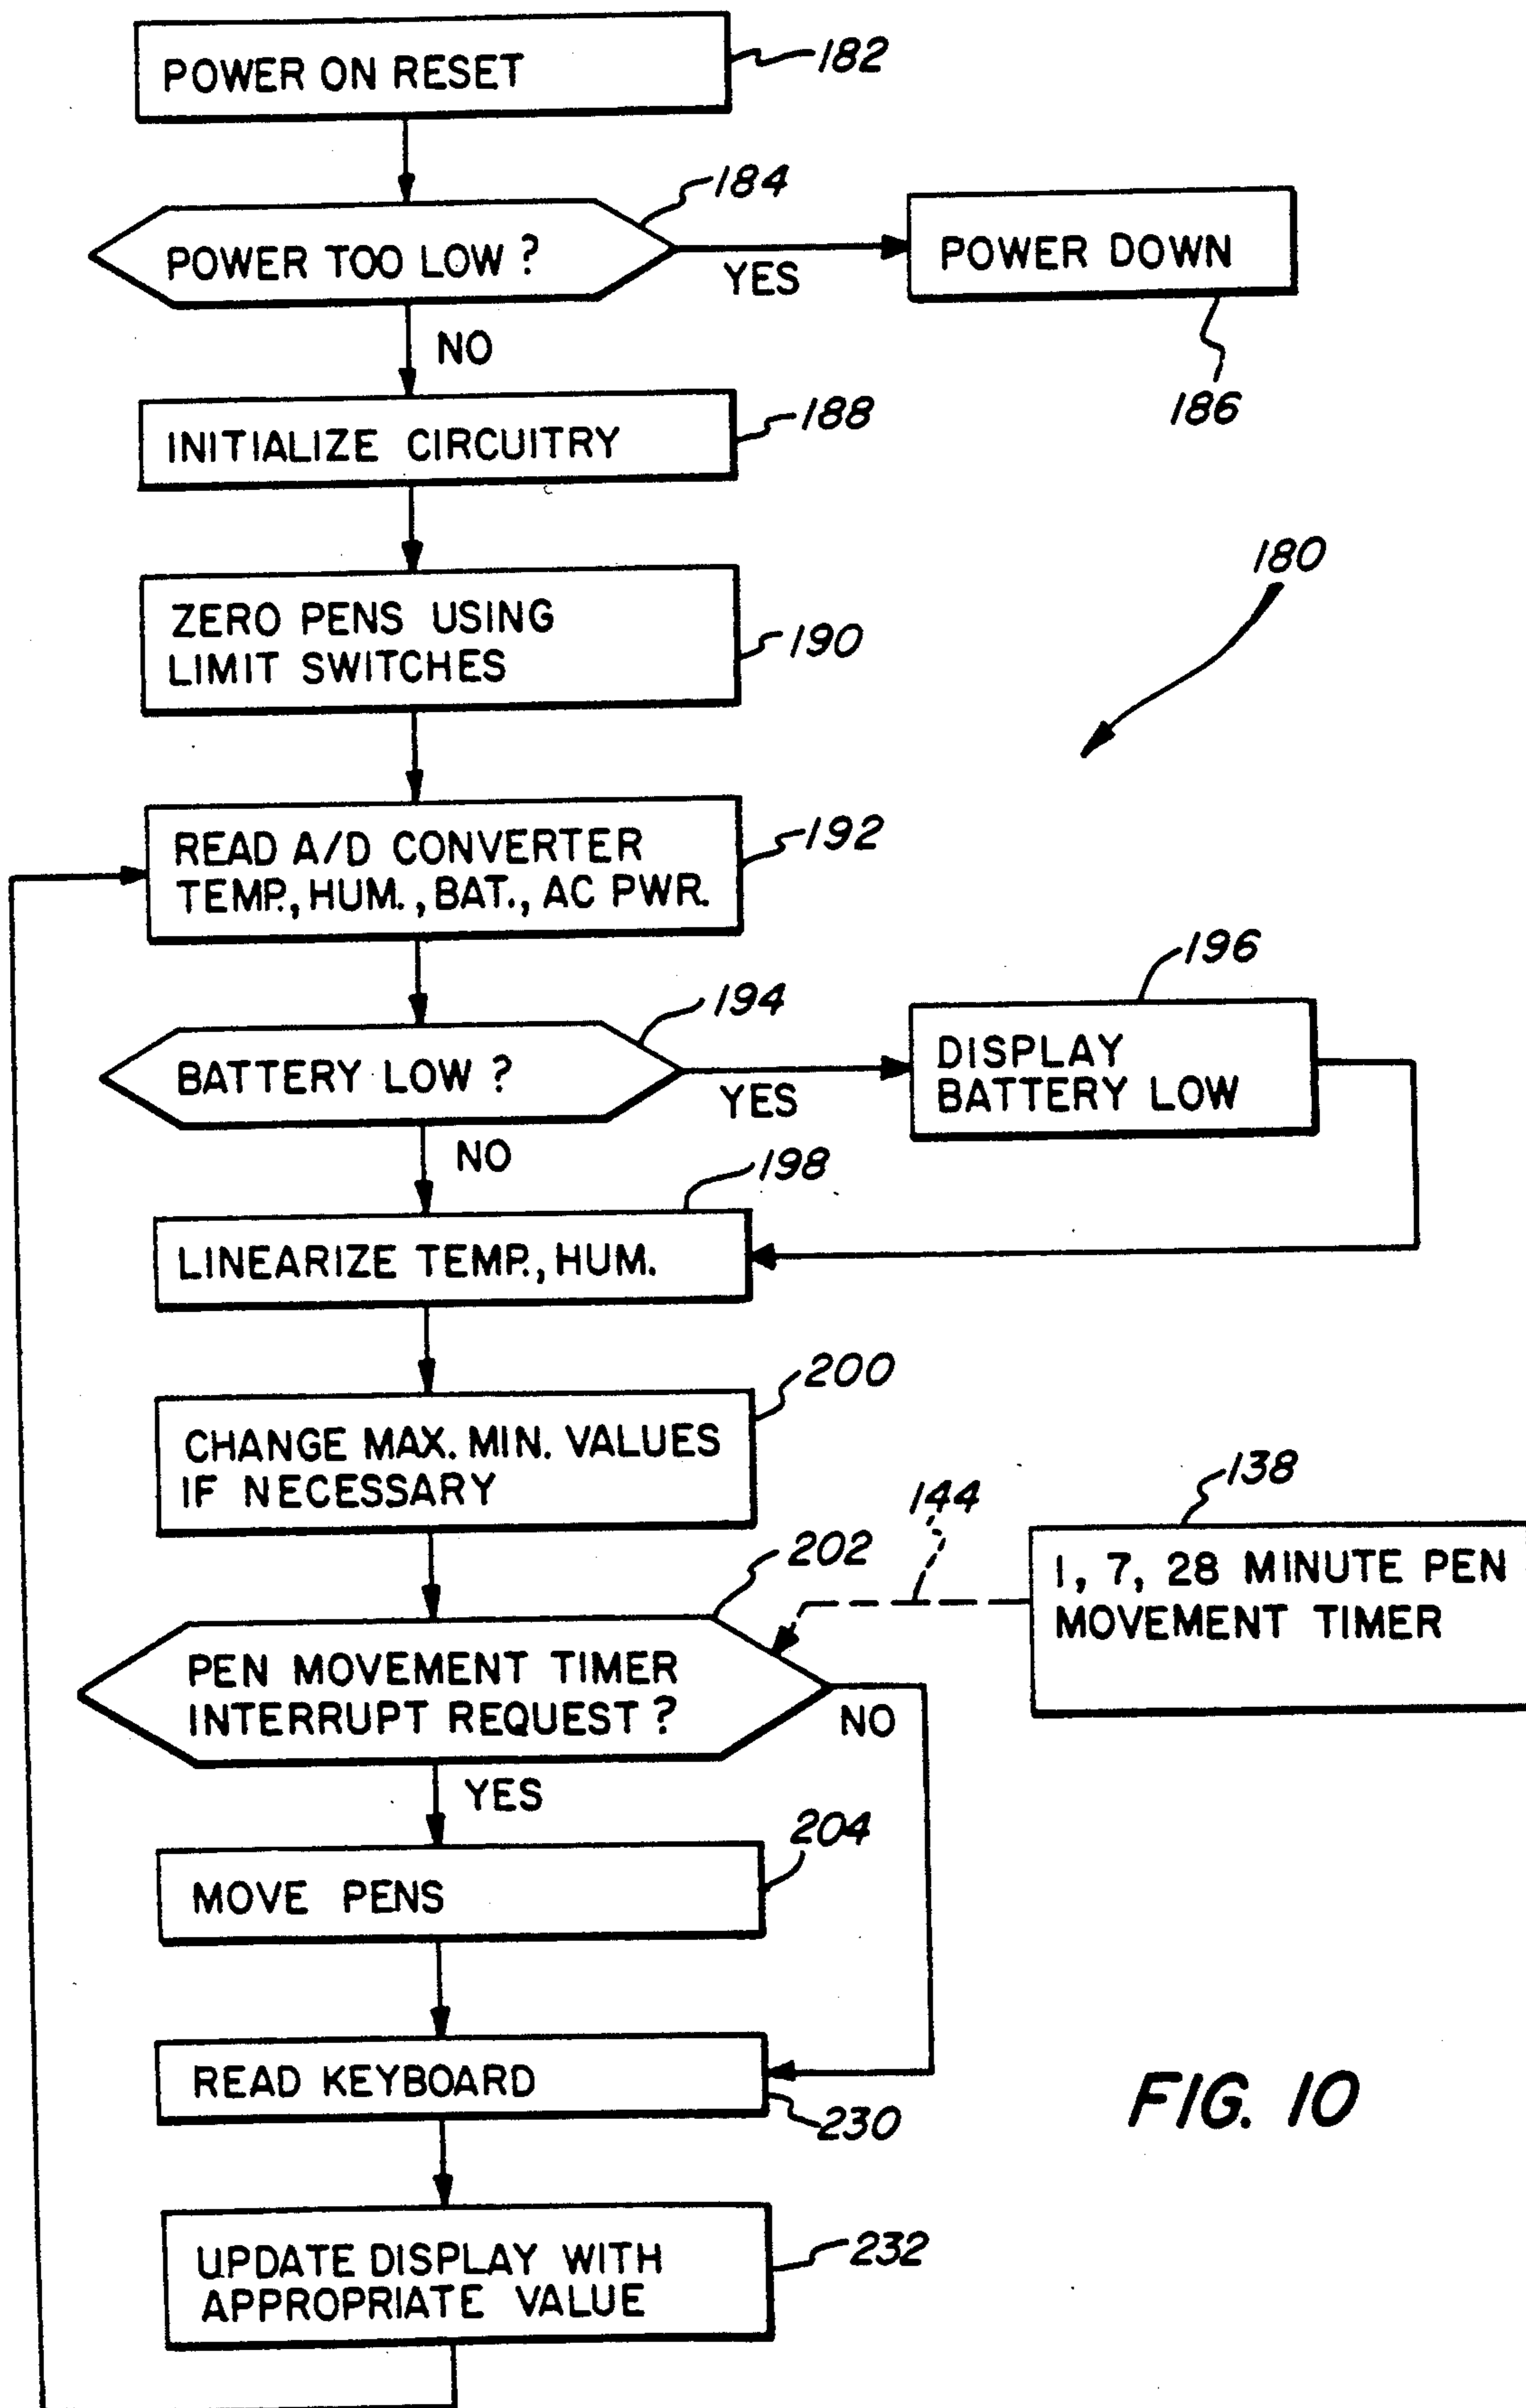 POWER ON RESET
182
184
POWER TOO LOW ?
YES
POWER DOWN
186
NO
INITIALIZE CIRCUITRY
188
180
ZERO PENS USING
LIMIT SWITCHES
190
READ A/D CONVERTER
TEMP., HUM., BAT., AC PWR.
192
194
BATTERY LOW ?
YES
196
DISPLAY
BATTERY LOW
NO
198
LINEARIZE TEMP., HUM.
200
CHANGE MAX. MIN. VALUES
IF NECESSARY
202
144
138
1, 7, 28 MINUTE PEN
MOVEMENT TIMER
PEN MOVEMENT TIMER
INTERRUPT REQUEST ?
NO
YES
204
MOVE PENS
READ KEYBOARD
230
FIG. 10
UPDATE DISPLAY WITH
APPROPRIATE VALUE
232